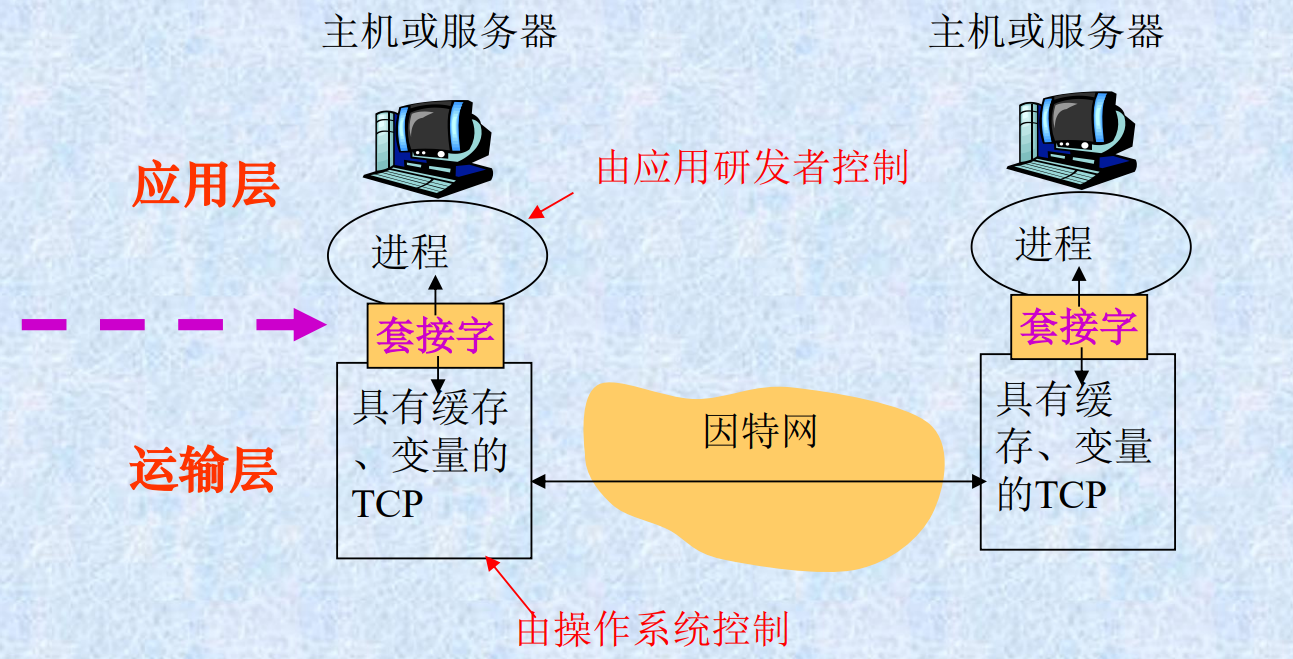 主机或服务器
主机或服务器
应用层
由应用研发者控制
进程
进程
套接字
套接字
运输层
具有缓存
、变量的
TCP
因特网
具有缓
存、变量
的TCP
由操作系统控制